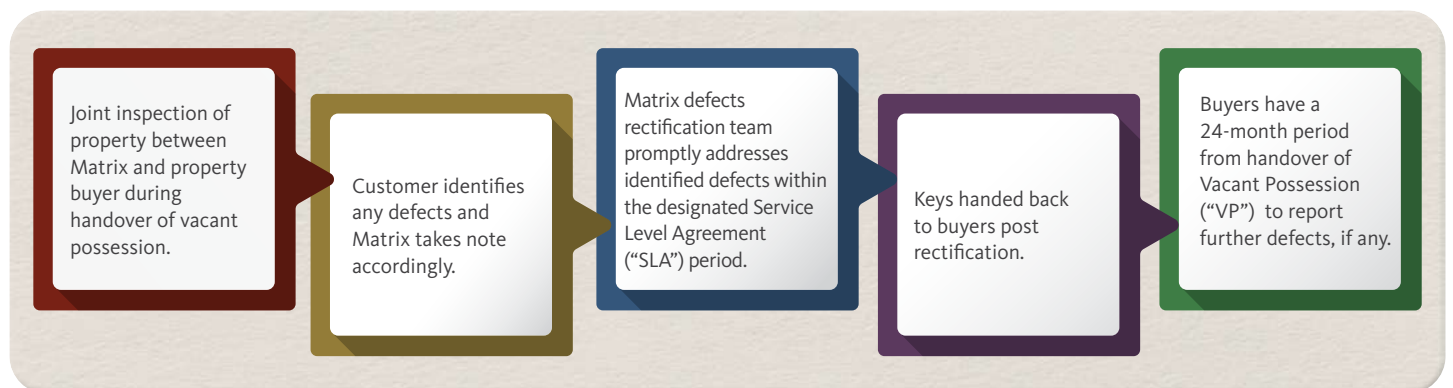 Joint inspection of
property between
Matrix and property
buyer during
handover of vacant
possession.
Customer identifies
any defects and
Matrix takes note
accordingly.
Matrix defects
rectification team
promptly addresses
identified defects within
the designated Service
Level Agreement
(“SLA”) period.
Keys handed back
to buyers post
rectification.
Buyers have a
24-month period
from handover of
Vacant Possession
(“VP”) to report
further defects, if any.